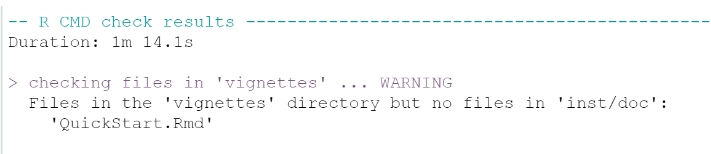 -- R CMD check results ---------------------------------------------
Duration: 1m 14.1s
> checking files in 'vignettes' ... WARNING
Files in the 'vignettes' directory but no files in 'inst/doc':
'QuickStart.Rmd'